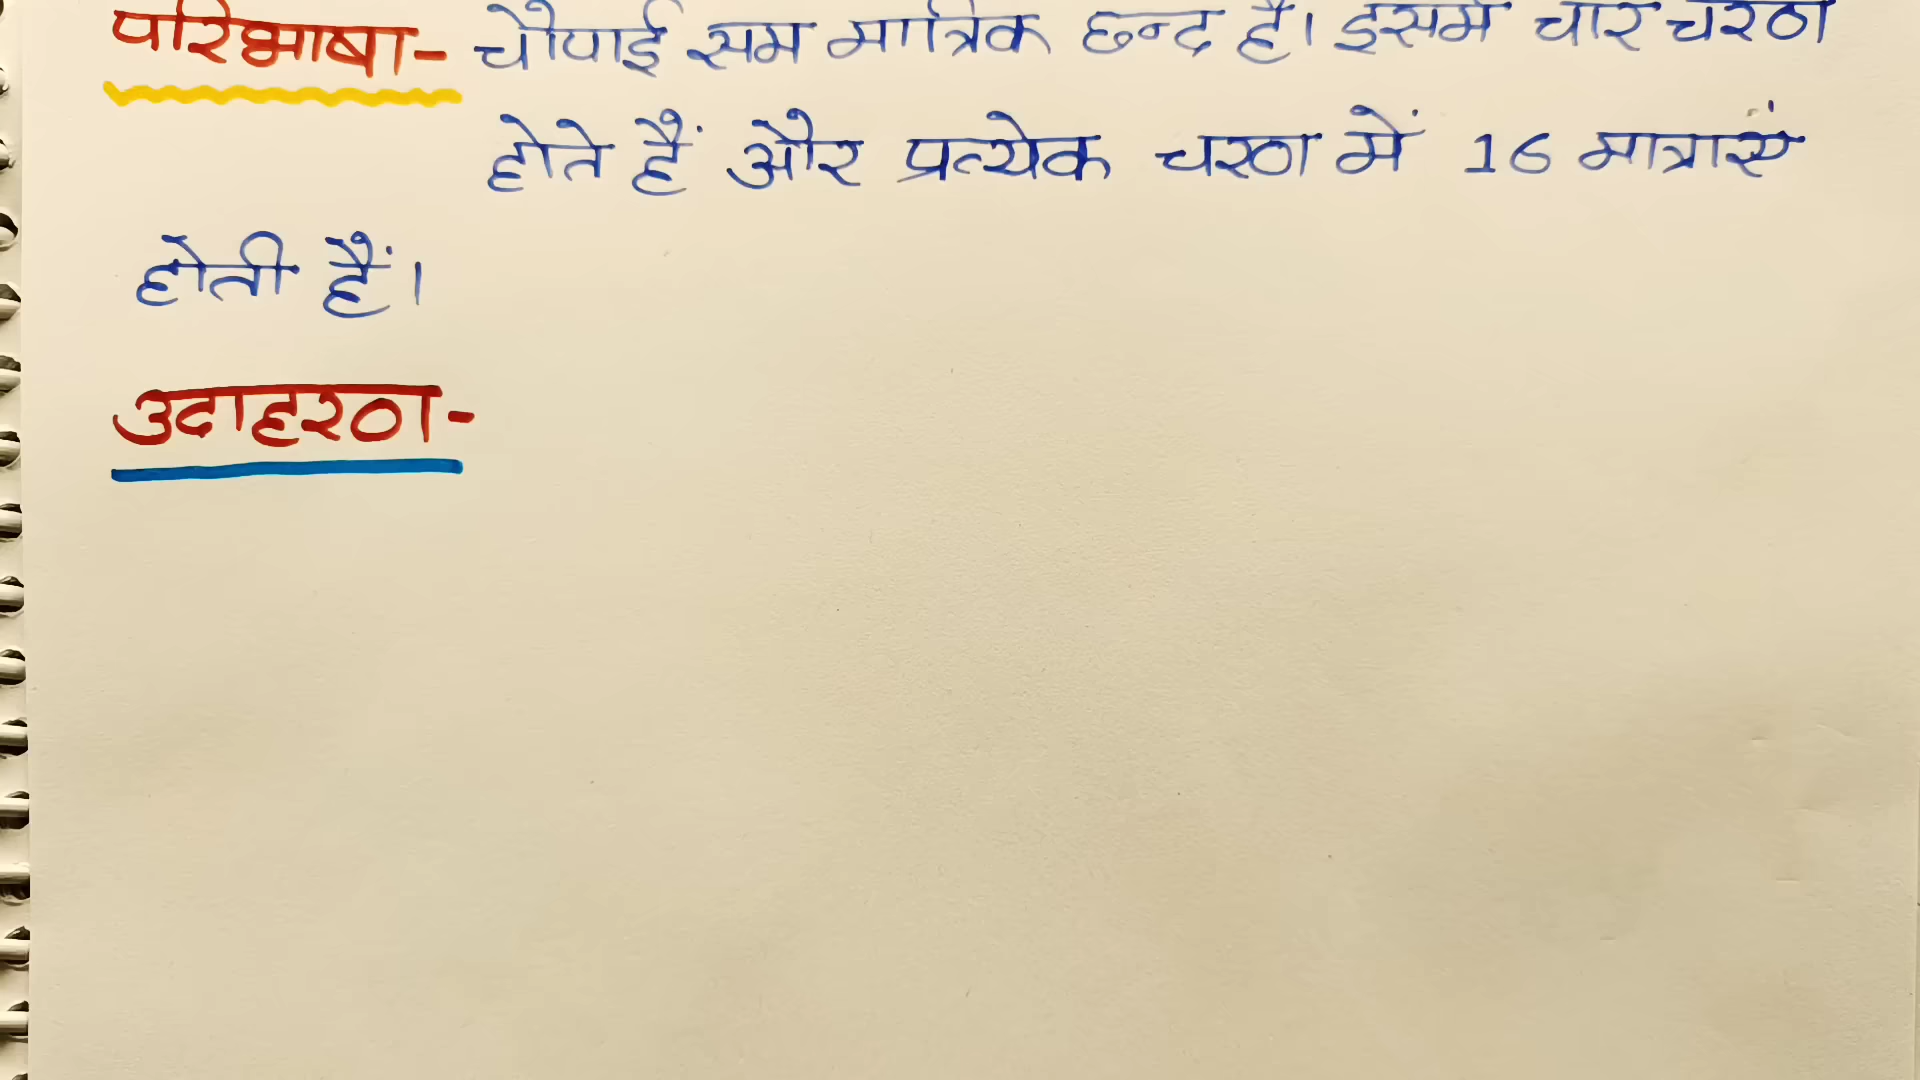 परिभाषा- चौपाई सम मात्रिक छन्द है। इसमें चार चरण
होते हैं और प्रत्येक चरण में 16 मात्राएं
होती हैं।
उदाहरण-